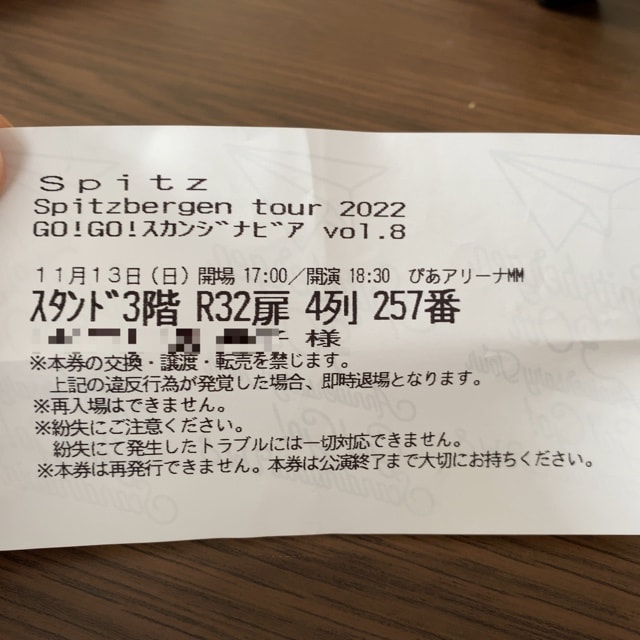 Ｓｐｉｔｚ
Spitzbergen tour 2022
GO!GO!ｽｶﾝｼﾞﾅﾋﾞｱ vol.8
１１月１３日（日）開場 17:00／開演 18:30 ぴあアリーナMM
ｽﾀﾝﾄﾞ3階 R32扉 4列 257番
様
※本券の交換・譲渡・転売を禁じます。
上記の違反行為が発覚した場合、即時退場となります。
※再入場はできません。
※紛失にご注意ください。
紛失にて発生したトラブルには一切対応できません。
※本券は再発行できません。本券は公演終了まで大切にお持ちください。